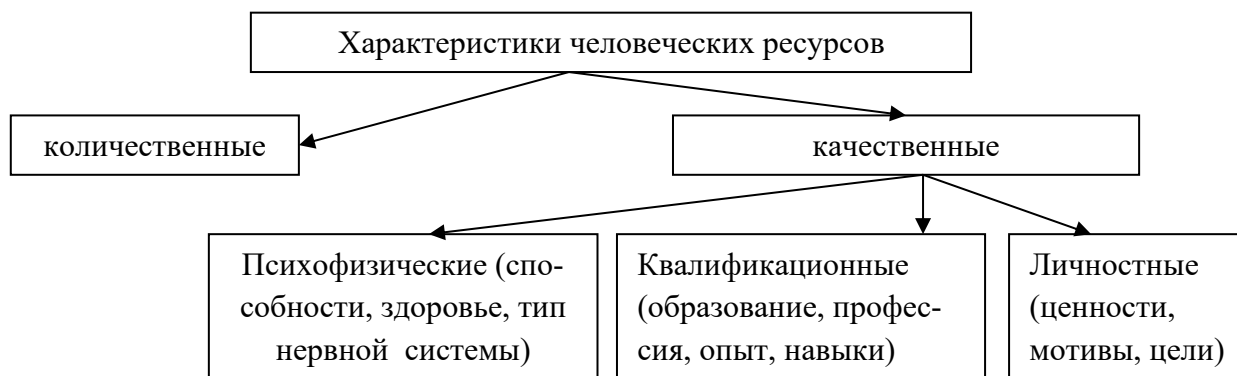 Характеристики человеческих ресурсов
количественные
качественные
Психофизические (спо-
собности, здоровье, тип
нервной системы)
Квалификационные
(образование, профес-
сия, опыт, навыки)
Личностные
(ценности,
мотивы, цели)